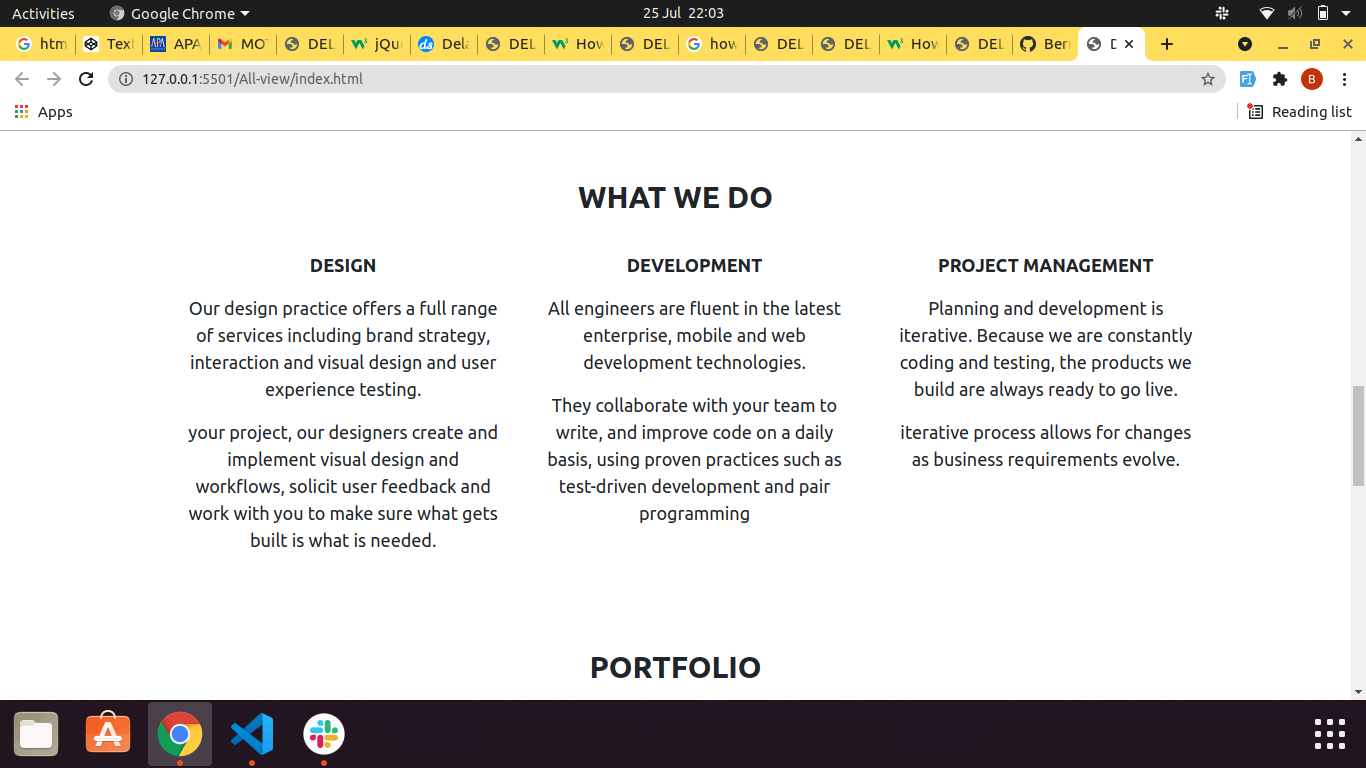 Activities Google Chrome 25 Jul 22:03
htm Text APA MOT DEL jQu Dela DEL How DEL how DEL DEL How DEL Ber D
127.0.0.1:5501/All-view/index.html
Apps Reading list
WHAT WE DO
DESIGN
Our design practice offers a full range
of services including brand strategy,
interaction and visual design and user
experience testing.
your project, our designers create and
implement visual design and
workflows, solicit user feedback and
work with you to make sure what gets
built is what is needed.
DEVELOPMENT
All engineers are fluent in the latest
enterprise, mobile and web
development technologies.
They collaborate with your team to
write, and improve code on a daily
basis, using proven practices such as
test-driven development and pair
programming
PROJECT MANAGEMENT
Planning and development is
iterative. Because we are constantly
coding and testing, the products we
build are always ready to go live.
iterative process allows for changes
as business requirements evolve.
PORTFOLIO